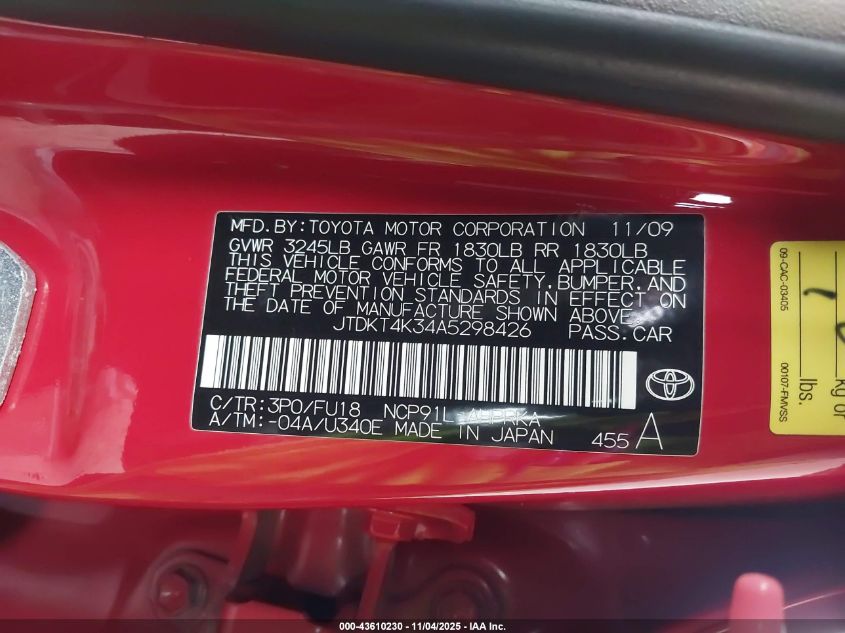 MFD.BY:TOYOTA MOTOR CORPORATION 11/09
GVWR 3245LB GAWR FR 1830LB RR 1830LB
THIS VEHICLE CONFORMS TO ALL APPLICABLE
FEDERAL MOTOR VEHICLE SAFETY,BUMPER,AND
THEFT PREVENTION STANDARDS IN EFFECT ON
THE DATE OF MANUFACTURE SHOWN ABOVE.
JTDKT4K34A5298426 PASS.CAR
C/TR:3P0/FU18
A/TM:-04A/U340E MADE IN JAPAN 455 A
09-CAC-03405
kg or
lbs.
00107-FMVSS
000-43610230 - 11/04/2025 - IAA Inc.